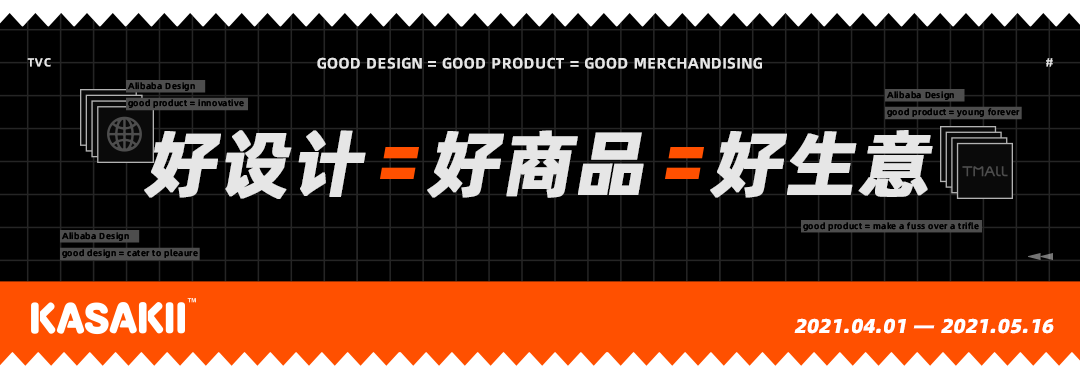 TVC
GOOD DESIGN = GOOD PRODUCT = GOOD MERCHANDISING
#
Alibaba Design
good product = innovative
Alibaba Design
good product = young forever
好设计=好商品=好生意
TMALL
Alibaba Design
good design = cater to pleaure
good product = make a fuss over a trifle
KASAKII™
2021.04.01 — 2021.05.16